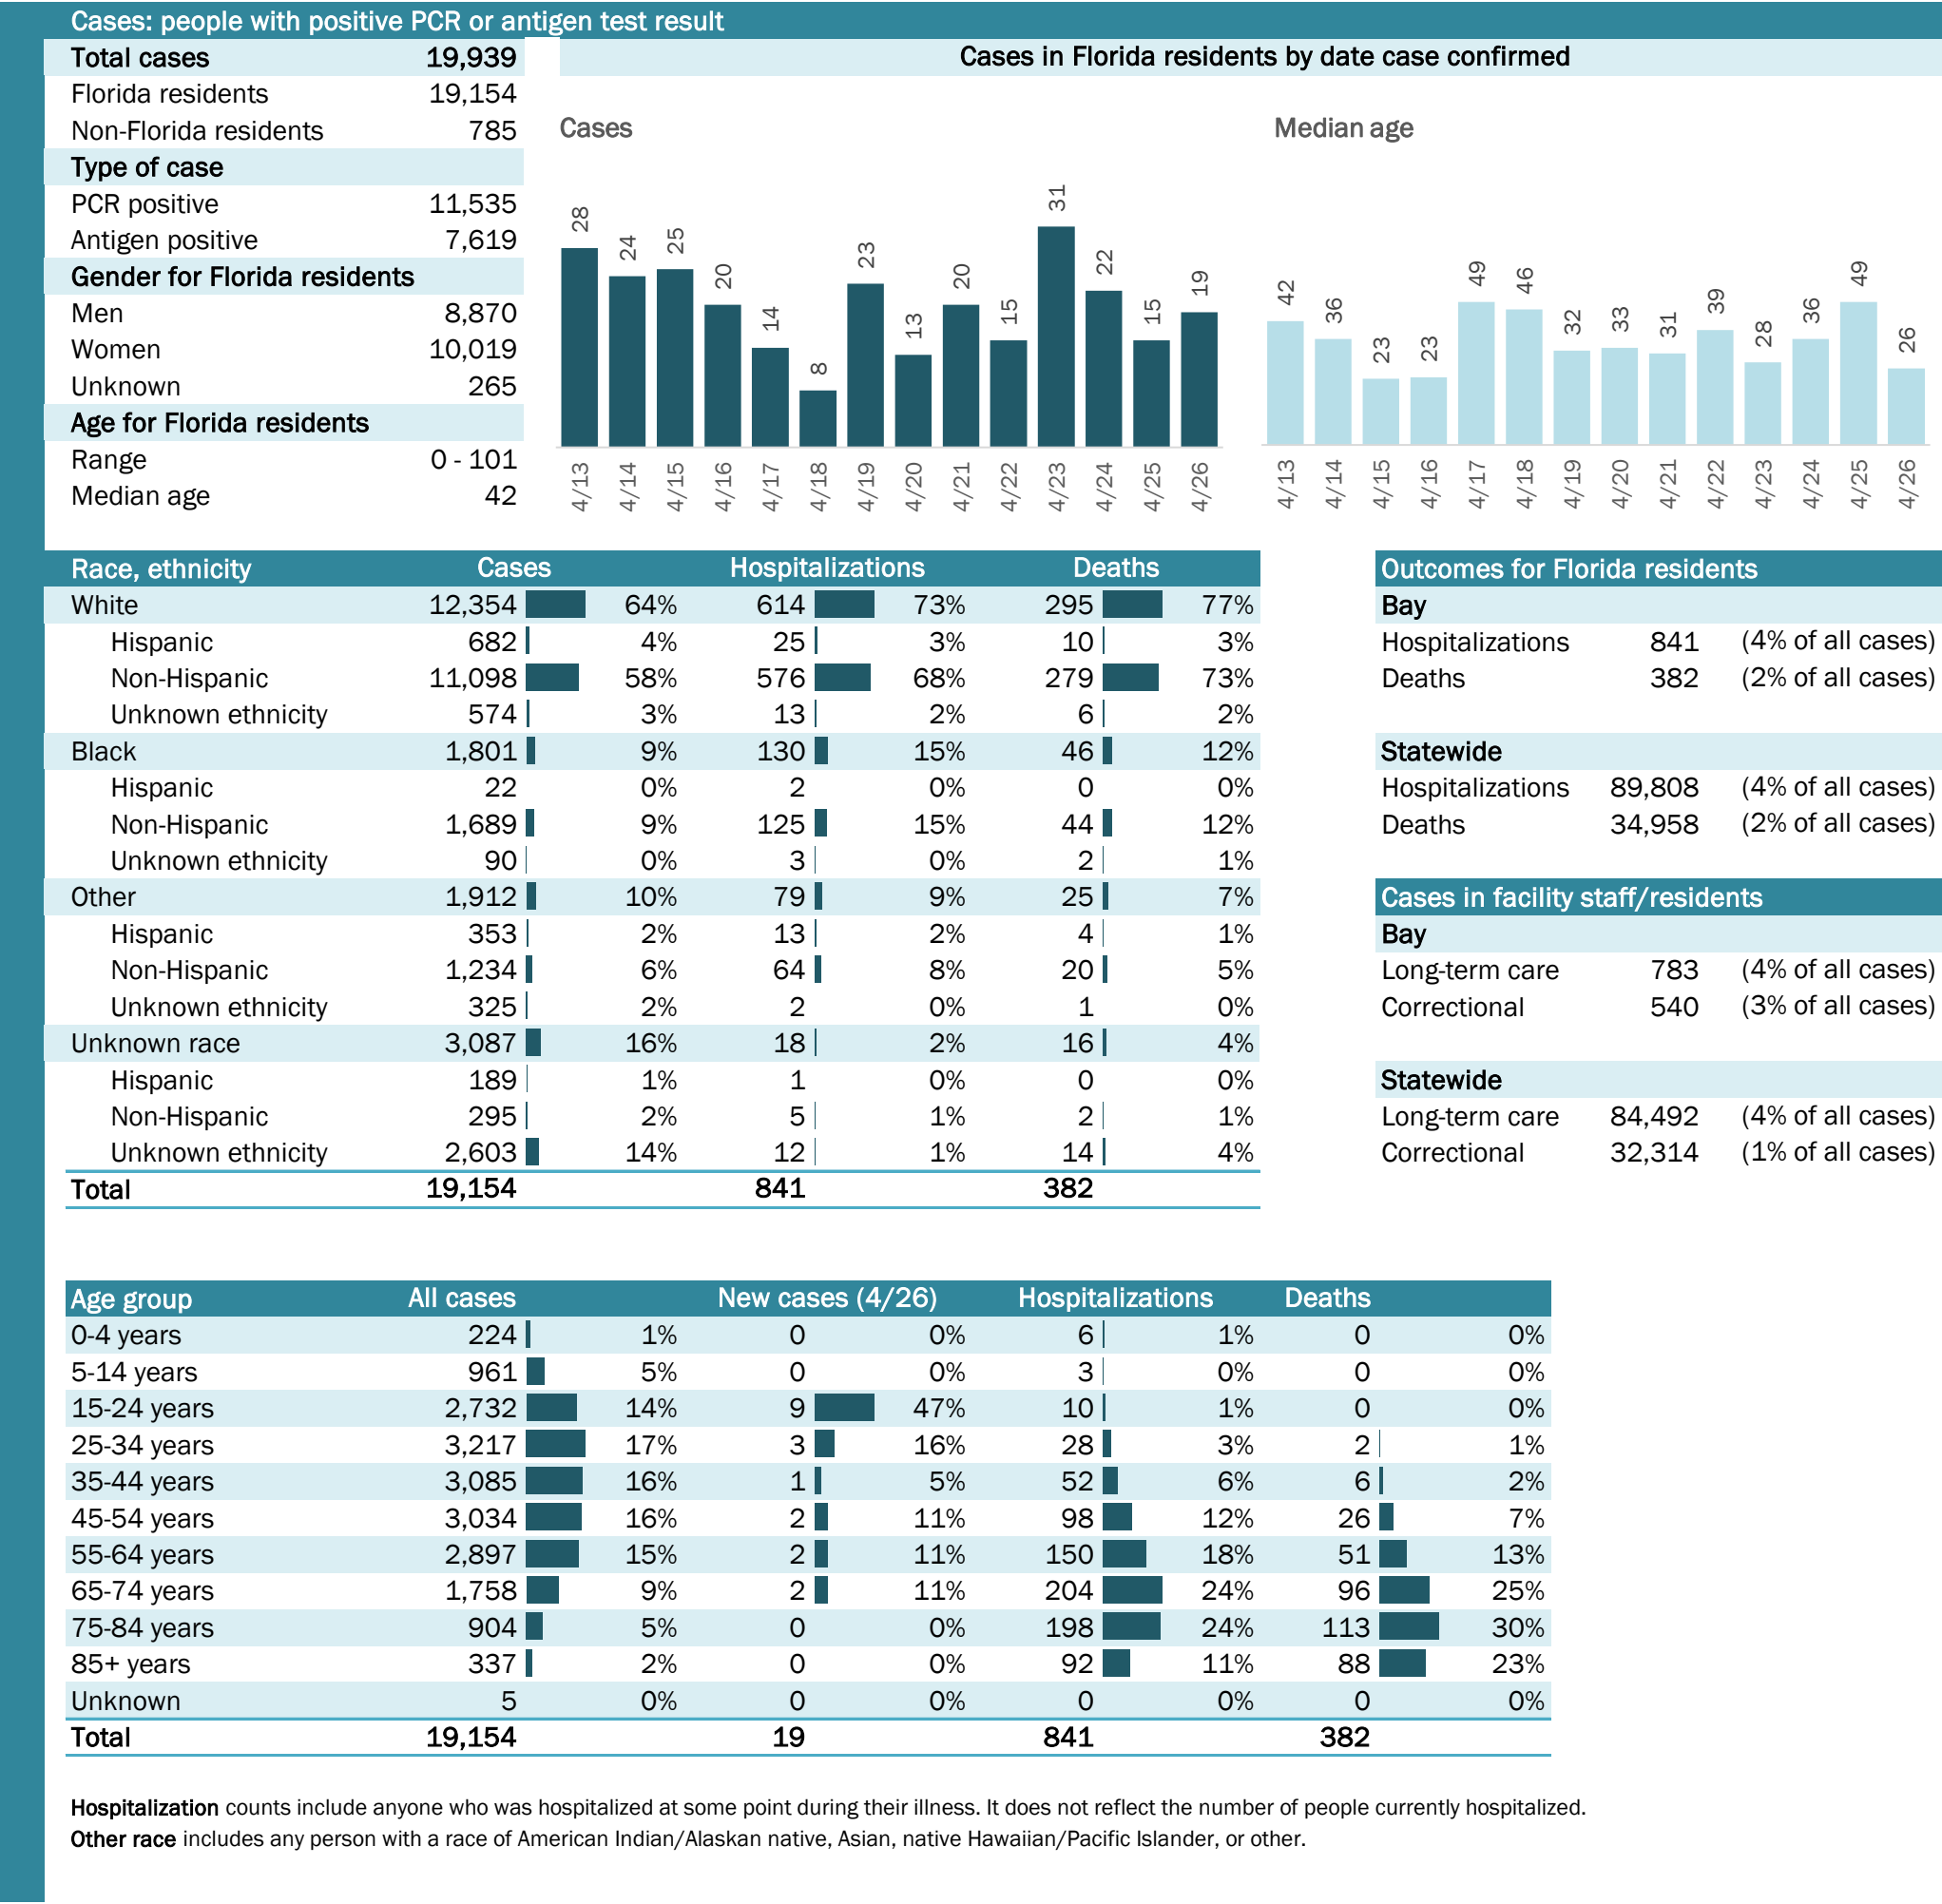 Cases: people with positive PCR or antigen test result
Total cases 19,939
Florida residents 19,154
Non-Florida residents 785
Type of case
PCR positive 11,535
Antigen positive 7,619
Gender for Florida residents
Men 8,870
Women 10,019
Unknown 265
Age for Florida residents
Range 0 - 101
Median age 42
Cases in Florida residents by date case confirmed
Cases
28 24 25 20 14 8 23 13 20 15 31 22 15 19
4/13 4/14 4/15 4/16 4/17 4/18 4/19 4/20 4/21 4/22 4/23 4/24 4/25 4/26
Median age
42 36 23 23 49 46 32 33 31 39 28 36 49 26
4/13 4/14 4/15 4/16 4/17 4/18 4/19 4/20 4/21 4/22 4/23 4/24 4/25 4/26
Race, ethnicity Cases Hospitalizations Deaths
White 12,354 64% 614 73% 295 77%
Hispanic 682 4% 25 3% 10 3%
Non-Hispanic 11,098 58% 576 68% 279 73%
Unknown ethnicity 574 3% 13 2% 6 2%
Black 1,801 9% 130 15% 46 12%
Hispanic 22 0% 2 0% 0 0%
Non-Hispanic 1,689 9% 125 15% 44 12%
Unknown ethnicity 90 0% 3 0% 2 1%
Other 1,912 10% 79 9% 25 7%
Hispanic 353 2% 13 2% 4 1%
Non-Hispanic 1,234 6% 64 8% 20 5%
Unknown ethnicity 325 2% 2 0% 1 0%
Unknown race 3,087 16% 18 2% 16 4%
Hispanic 189 1% 1 0% 0 0%
Non-Hispanic 295 2% 5 1% 2 1%
Unknown ethnicity 2,603 14% 12 1% 14 4%
Total 19,154 841 382
Outcomes for Florida residents
Bay
Hospitalizations 841 (4% of all cases)
Deaths 382 (2% of all cases)
Statewide
Hospitalizations 89,808 (4% of all cases)
Deaths 34,958 (2% of all cases)
Cases in facility staff/residents
Bay
Long-term care 783 (4% of all cases)
Correctional 540 (3% of all cases)
Statewide
Long-term care 84,492 (4% of all cases)
Correctional 32,314 (1% of all cases)
Age group All cases New cases (4/26) Hospitalizations Deaths
0-4 years 224 1% 0 0% 6 1% 0 0%
5-14 years 961 5% 0 0% 3 0% 0 0%
15-24 years 2,732 14% 9 47% 10 1% 0 0%
25-34 years 3,217 17% 3 16% 28 3% 2 1%
35-44 years 3,085 16% 1 5% 52 6% 6 2%
45-54 years 3,034 16% 2 11% 98 12% 26 7%
55-64 years 2,897 15% 2 11% 150 18% 51 13%
65-74 years 1,758 9% 2 11% 204 24% 96 25%
75-84 years 904 5% 0 0% 198 24% 113 30%
85+ years 337 2% 0 0% 92 11% 88 23%
Unknown 5 0% 0 0% 0 0% 0 0%
Total 19,154 19 841 382
Hospitalization counts include anyone who was hospitalized at some point during their illness. It does not reflect the number of people currently hospitalized.
Other race includes any person with a race of American Indian/Alaskan native, Asian, native Hawaiian/Pacific Islander, or other.